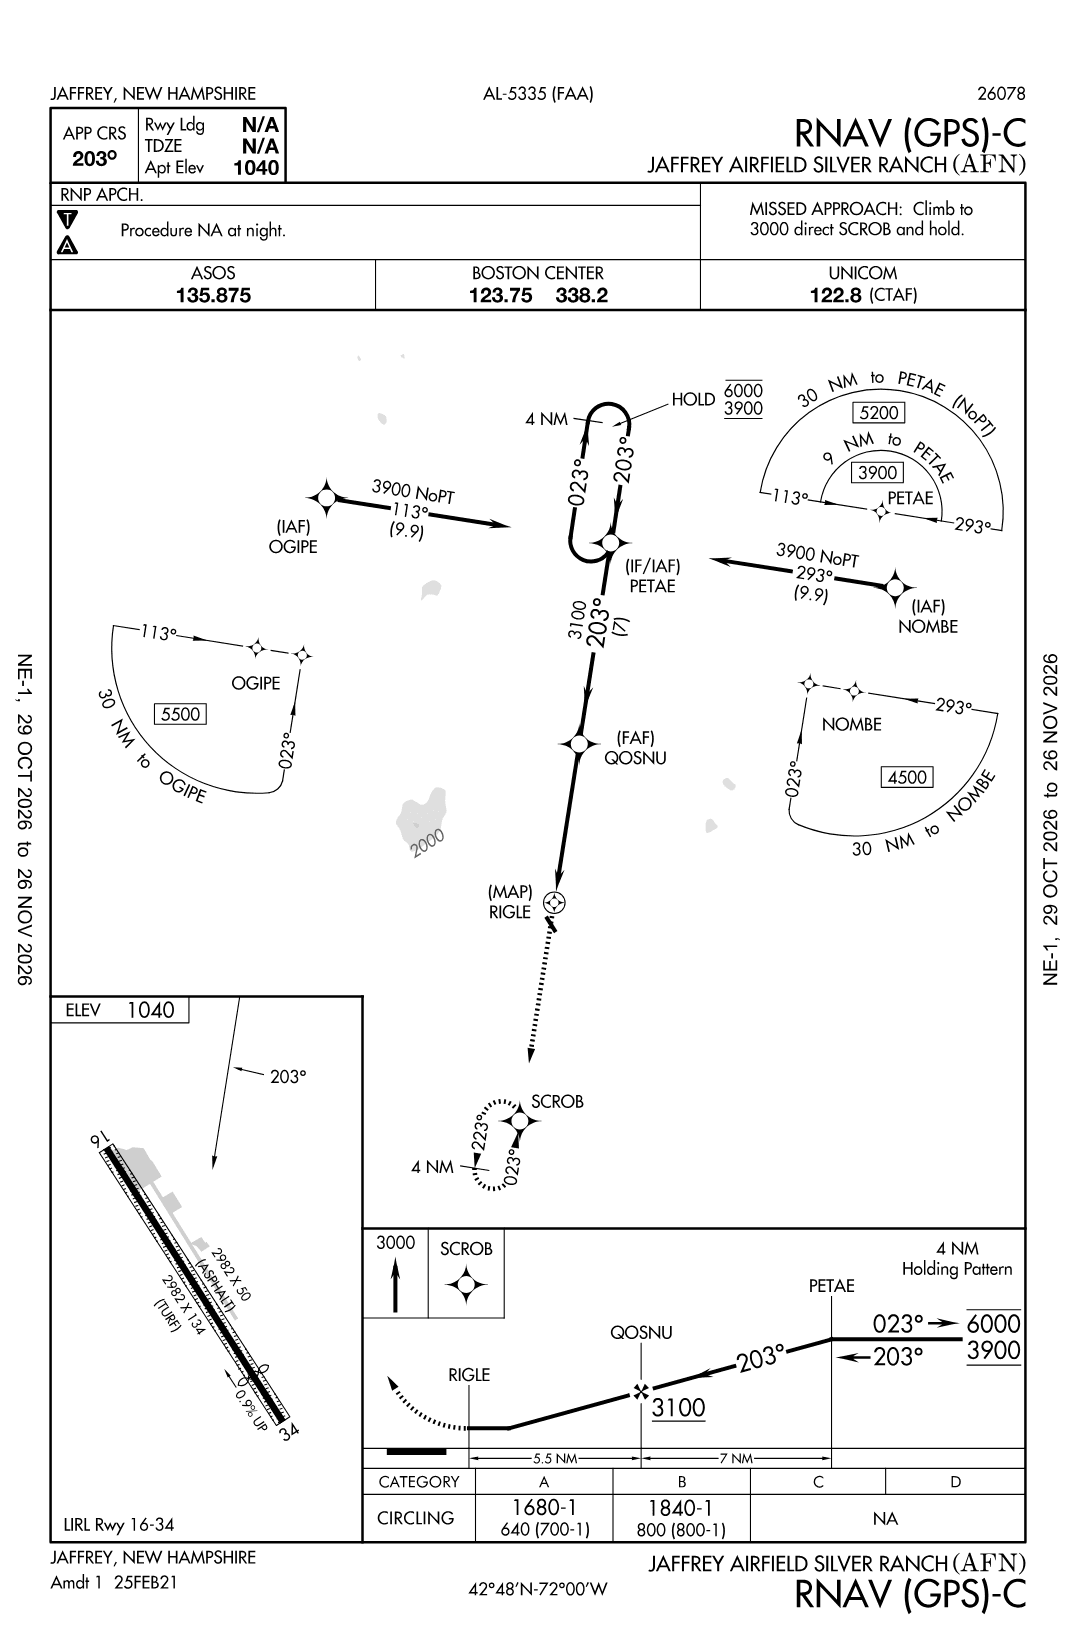 JAFFREY, NEW HAMPSHIRE
AL-5335 (FAA)
26078
APP CRS
203°
Rwy Ldg N/A
TDZE N/A
Apt Elev 1040
RNAV (GPS)-C
JAFFREY AIRFIELD SILVER RANCH (AFN)
RNP APCH.
T
A
Procedure NA at night.
MISSED APPROACH: Climb to
3000 direct SCROB and hold.
ASOS
135.875
BOSTON CENTER
123.75 338.2
UNICOM
122.8 (CTAF)
HOLD 6000
3900
4 NM
023°
203°
30 NM to PETAE (NoPT)
5200
9 NM to PETAE
3900
PETAE
113°
293°
3900 NoPT
113°
(9.9)
(IAF)
OGIPE
(IF/IAF)
PETAE
3900 NoPT
293°
(9.9)
(IAF)
NOMBE
3100
203°
(7)
113°
OGIPE
5500
023°
30 NM to OGIPE
293°
NOMBE
4500
023°
30 NM to NOMBE
(FAF)
QOSNU
2000
(MAP)
RIGLE
SCROB
223°
023°
4 NM
NE-1, 29 OCT 2026 to 26 NOV 2026
NE-1, 29 OCT 2026 to 26 NOV 2026
ELEV 1040
203°
16
2982 X 50
(ASPHALT)
2982 X 134
(TURF)
0.9% UP
34
LIRL Rwy 16-34
3000
SCROB
4 NM
Holding Pattern
PETAE
QOSNU
RIGLE
023°
6000
203°
3900
203°
3100
5.5 NM
7 NM
CATEGORY A B C D
CIRCLING
1680-1
640 (700-1)
1840-1
800 (800-1)
NA
JAFFREY, NEW HAMPSHIRE
Amdt 1 25FEB21
42°48'N-72°00'W
JAFFREY AIRFIELD SILVER RANCH (AFN)
RNAV (GPS)-C